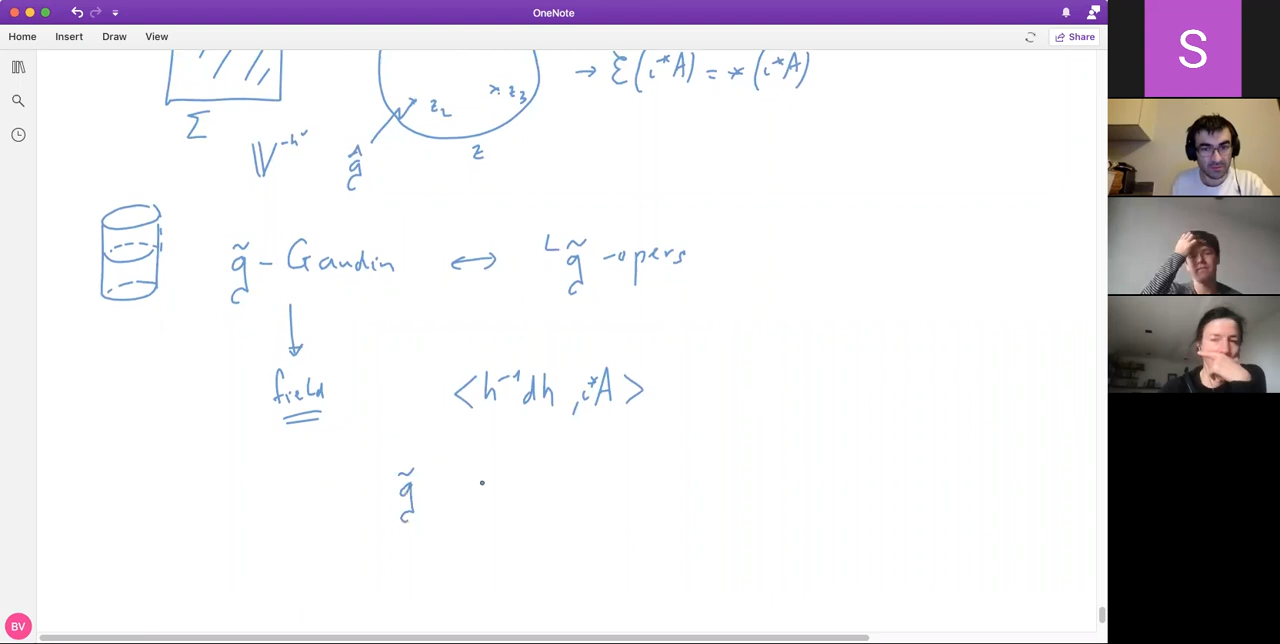 OneNote
Home Insert Draw View Share
→ ℰ(i*A) = *(i*A)
z₂ ×z₃
Σ z
𝕍^{-h^∨} ĝ
g̃ - Gaudin ⟷ ᴸg̃ -opers
↓
field <h⁻¹dh , i*A>
g̃
BV
S